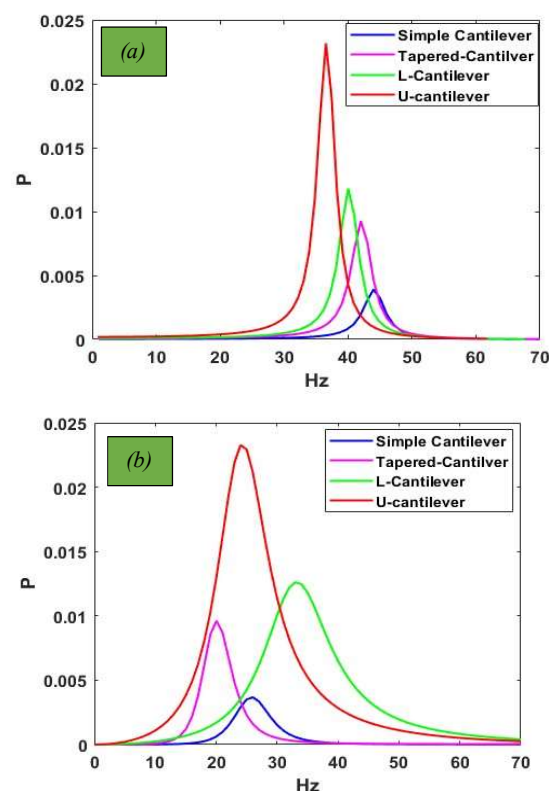 0.025
(a)
Simple Cantilever
Tapered-Cantilver
L-Cantilever
U-cantilever
0.02
0.015
P
0.01
0.005
0
0 10 20 30 40 50 60 70
Hz
0.025
(b)
Simple Cantilever
Tapered-Cantilver
L-Cantilever
U-cantilever
0.02
0.015
P
0.01
0.005
0
0 10 20 30 40 50 60 70
Hz